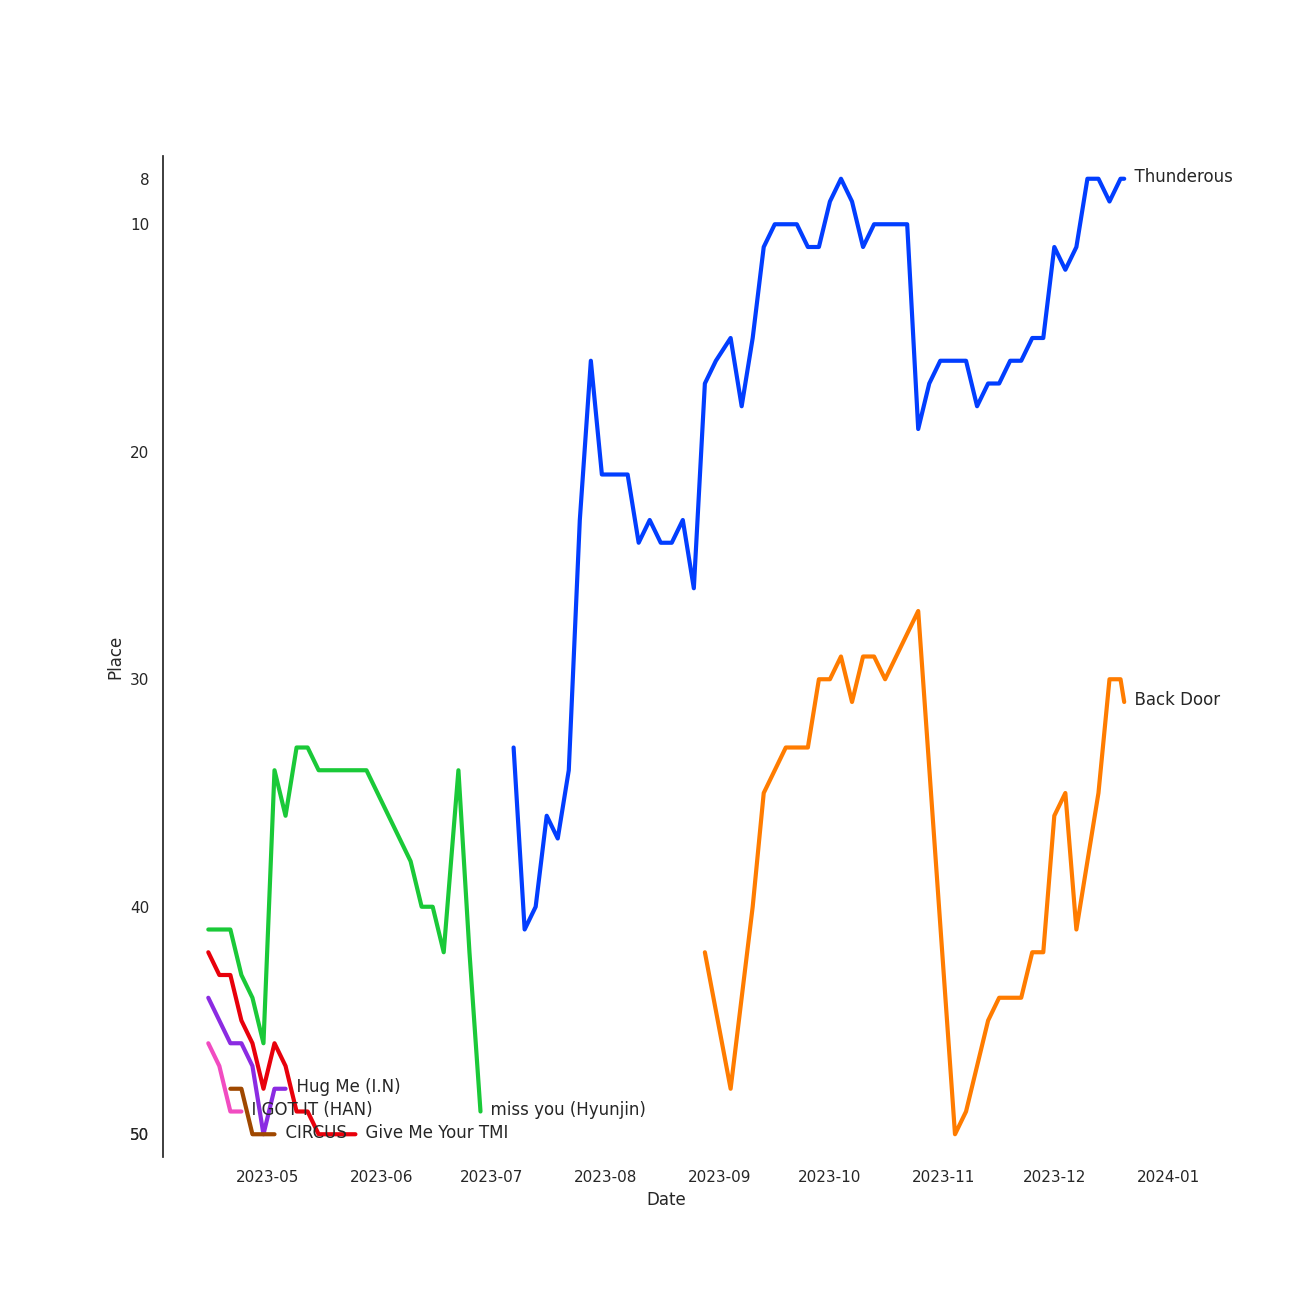 8
10
20
30
40
50
50
Place
Thunderous
Back Door
Hug Me (I.N)
I GOT IT (HAN)
miss you (Hyunjin)
CIRCUS
Give Me Your TMI
2023-05
2023-06
2023-07
2023-08
2023-09
2023-10
2023-11
2023-12
2024-01
Date